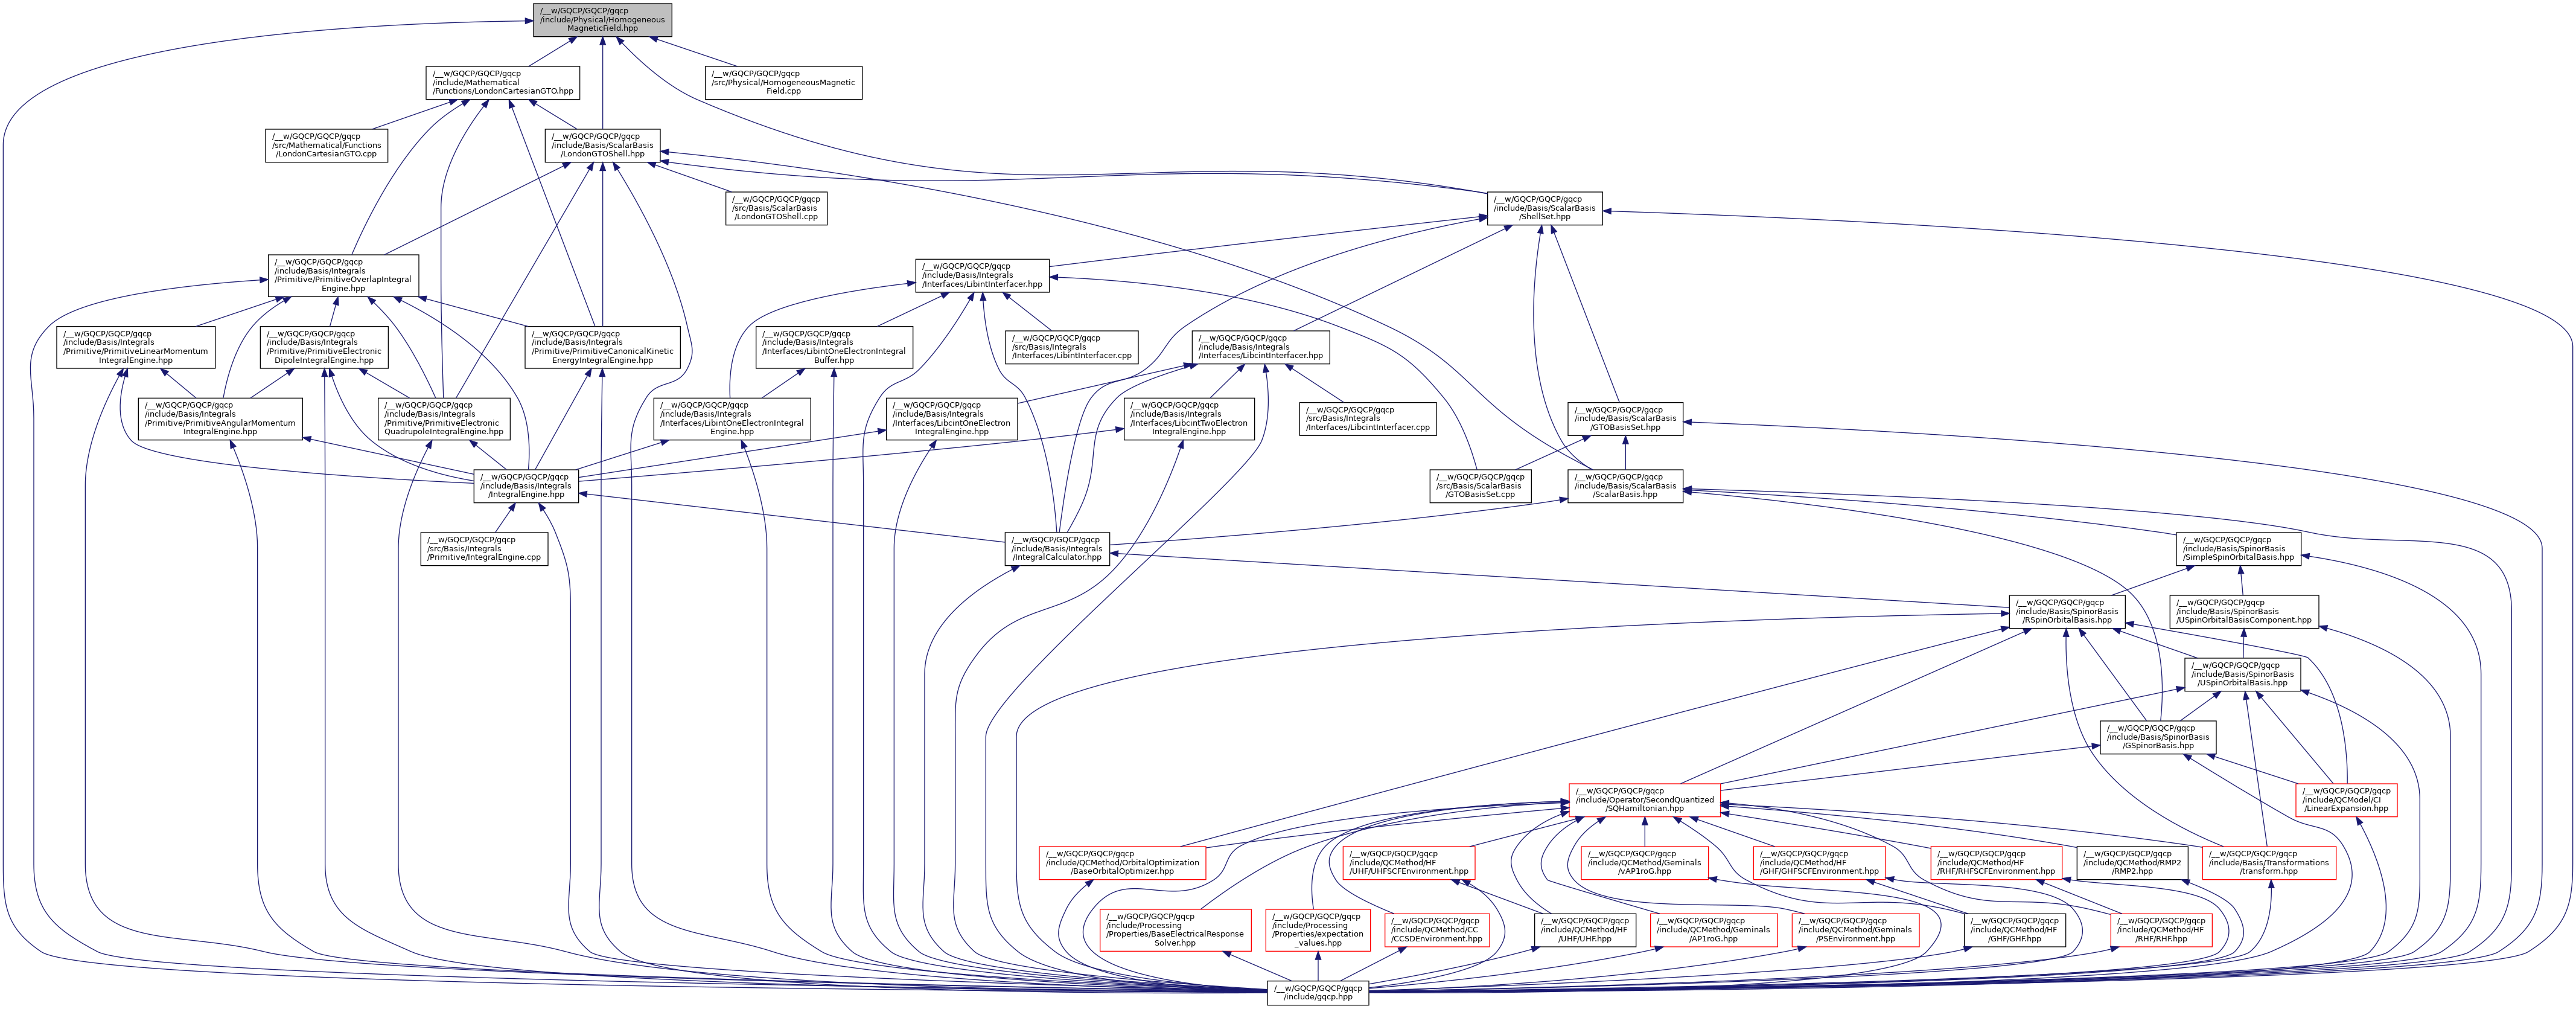 /__w/GQCP/GQCP/gqcp
/include/Physical/Homogeneous
MagneticField.hpp
/__w/GQCP/GQCP/gqcp
/include/Mathematical
/Functions/LondonCartesianGTO.hpp
/__w/GQCP/GQCP/gqcp
/src/Physical/HomogeneousMagnetic
Field.cpp
/__w/GQCP/GQCP/gqcp
/src/Mathematical/Functions
/LondonCartesianGTO.cpp
/__w/GQCP/GQCP/gqcp
/include/Basis/ScalarBasis
/LondonGTOShell.hpp
/__w/GQCP/GQCP/gqcp
/src/Basis/ScalarBasis
/LondonGTOShell.cpp
/__w/GQCP/GQCP/gqcp
/include/Basis/ScalarBasis
/ShellSet.hpp
/__w/GQCP/GQCP/gqcp
/include/Basis/Integrals
/Primitive/PrimitiveOverlapIntegral
Engine.hpp
/__w/GQCP/GQCP/gqcp
/include/Basis/Integrals
/Interfaces/LibintInterfacer.hpp
/__w/GQCP/GQCP/gqcp
/include/Basis/Integrals
/Primitive/PrimitiveLinearMomentum
IntegralEngine.hpp
/__w/GQCP/GQCP/gqcp
/include/Basis/Integrals
/Primitive/PrimitiveElectronic
DipoleIntegralEngine.hpp
/__w/GQCP/GQCP/gqcp
/include/Basis/Integrals
/Primitive/PrimitiveCanonicalKinetic
EnergyIntegralEngine.hpp
/__w/GQCP/GQCP/gqcp
/include/Basis/Integrals
/Interfaces/LibintOneElectronIntegral
Buffer.hpp
/__w/GQCP/GQCP/gqcp
/src/Basis/Integrals
/Interfaces/LibintInterfacer.cpp
/__w/GQCP/GQCP/gqcp
/include/Basis/Integrals
/Interfaces/LibcintInterfacer.hpp
/__w/GQCP/GQCP/gqcp
/include/Basis/Integrals
/Primitive/PrimitiveAngularMomentum
IntegralEngine.hpp
/__w/GQCP/GQCP/gqcp
/include/Basis/Integrals
/Primitive/PrimitiveElectronic
QuadrupoleIntegralEngine.hpp
/__w/GQCP/GQCP/gqcp
/include/Basis/Integrals
/Interfaces/LibintOneElectronIntegral
Engine.hpp
/__w/GQCP/GQCP/gqcp
/include/Basis/Integrals
/Interfaces/LibcintOneElectron
IntegralEngine.hpp
/__w/GQCP/GQCP/gqcp
/include/Basis/Integrals
/Interfaces/LibcintTwoElectron
IntegralEngine.hpp
/__w/GQCP/GQCP/gqcp
/src/Basis/Integrals
/Interfaces/LibcintInterfacer.cpp
/__w/GQCP/GQCP/gqcp
/include/Basis/ScalarBasis
/GTOBasisSet.hpp
/__w/GQCP/GQCP/gqcp
/include/Basis/Integrals
/IntegralEngine.hpp
/__w/GQCP/GQCP/gqcp
/src/Basis/ScalarBasis
/GTOBasisSet.cpp
/__w/GQCP/GQCP/gqcp
/include/Basis/ScalarBasis
/ScalarBasis.hpp
/__w/GQCP/GQCP/gqcp
/src/Basis/Integrals
/Primitive/IntegralEngine.cpp
/__w/GQCP/GQCP/gqcp
/include/Basis/Integrals
/IntegralCalculator.hpp
/__w/GQCP/GQCP/gqcp
/include/Basis/SpinorBasis
/SimpleSpinOrbitalBasis.hpp
/__w/GQCP/GQCP/gqcp
/include/Basis/SpinorBasis
/RSpinOrbitalBasis.hpp
/__w/GQCP/GQCP/gqcp
/include/Basis/SpinorBasis
/USpinOrbitalBasisComponent.hpp
/__w/GQCP/GQCP/gqcp
/include/Basis/SpinorBasis
/USpinOrbitalBasis.hpp
/__w/GQCP/GQCP/gqcp
/include/Basis/SpinorBasis
/GSpinorBasis.hpp
/__w/GQCP/GQCP/gqcp
/include/Operator/SecondQuantized
/SQHamiltonian.hpp
/__w/GQCP/GQCP/gqcp
/include/QCModel/CI
/LinearExpansion.hpp
/__w/GQCP/GQCP/gqcp
/include/QCMethod/OrbitalOptimization
/BaseOrbitalOptimizer.hpp
/__w/GQCP/GQCP/gqcp
/include/QCMethod/HF
/UHF/UHFSCFEnvironment.hpp
/__w/GQCP/GQCP/gqcp
/include/QCMethod/Geminals
/vAP1roG.hpp
/__w/GQCP/GQCP/gqcp
/include/QCMethod/HF
/GHF/GHFSCFEnvironment.hpp
/__w/GQCP/GQCP/gqcp
/include/QCMethod/HF
/RHF/RHFSCFEnvironment.hpp
/__w/GQCP/GQCP/gqcp
/include/QCMethod/RMP2
/RMP2.hpp
/__w/GQCP/GQCP/gqcp
/include/Basis/Transformations
/transform.hpp
/__w/GQCP/GQCP/gqcp
/include/Processing
/Properties/BaseElectricalResponse
Solver.hpp
/__w/GQCP/GQCP/gqcp
/include/Processing
/Properties/expectation
_values.hpp
/__w/GQCP/GQCP/gqcp
/include/QCMethod/CC
/CCSDEnvironment.hpp
/__w/GQCP/GQCP/gqcp
/include/QCMethod/HF
/UHF/UHF.hpp
/__w/GQCP/GQCP/gqcp
/include/QCMethod/Geminals
/AP1roG.hpp
/__w/GQCP/GQCP/gqcp
/include/QCMethod/Geminals
/PSEnvironment.hpp
/__w/GQCP/GQCP/gqcp
/include/QCMethod/HF
/GHF/GHF.hpp
/__w/GQCP/GQCP/gqcp
/include/QCMethod/HF
/RHF/RHF.hpp
/__w/GQCP/GQCP/gqcp
/include/gqcp.hpp